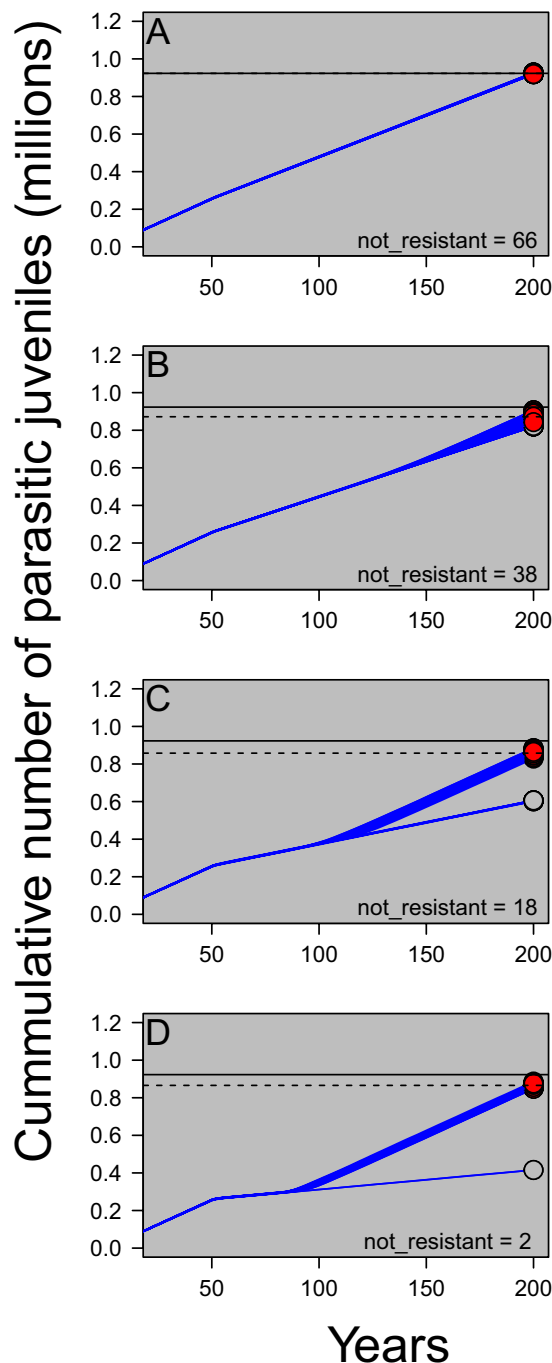 Cummulative number of parasitic juveniles (millions)
A
1.2
1.0
0.8
0.6
0.4
0.2
0.0
not_resistant = 66
50 100 150 200
B
1.2
1.0
0.8
0.6
0.4
0.2
0.0
not_resistant = 38
50 100 150 200
C
1.2
1.0
0.8
0.6
0.4
0.2
0.0
not_resistant = 18
50 100 150 200
D
1.2
1.0
0.8
0.6
0.4
0.2
0.0
not_resistant = 2
50 100 150 200
Years